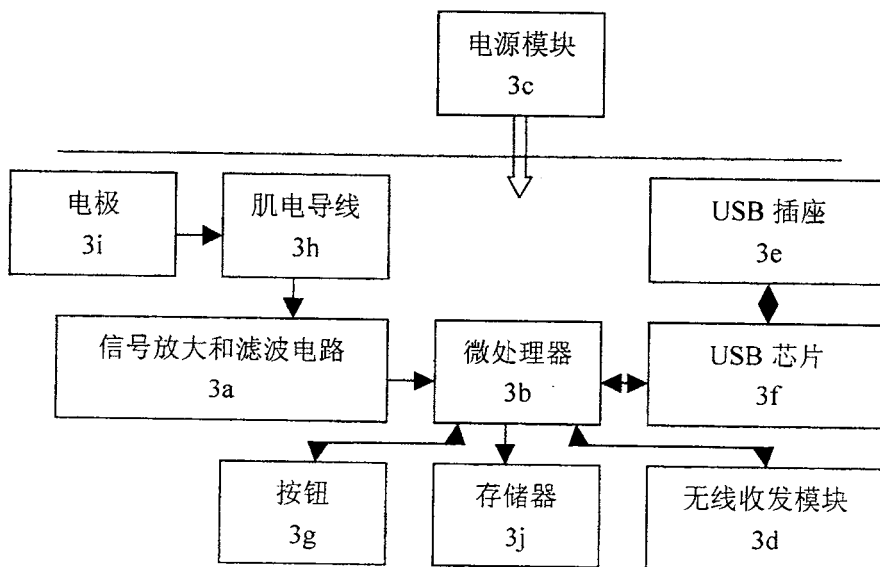 电源模块
3c
电极
3i
肌电导线
3h
USB 插座
3e
信号放大和滤波电路
3a
微处理器
3b
USB 芯片
3f
按钮
3g
存储器
3j
无线收发模块
3d